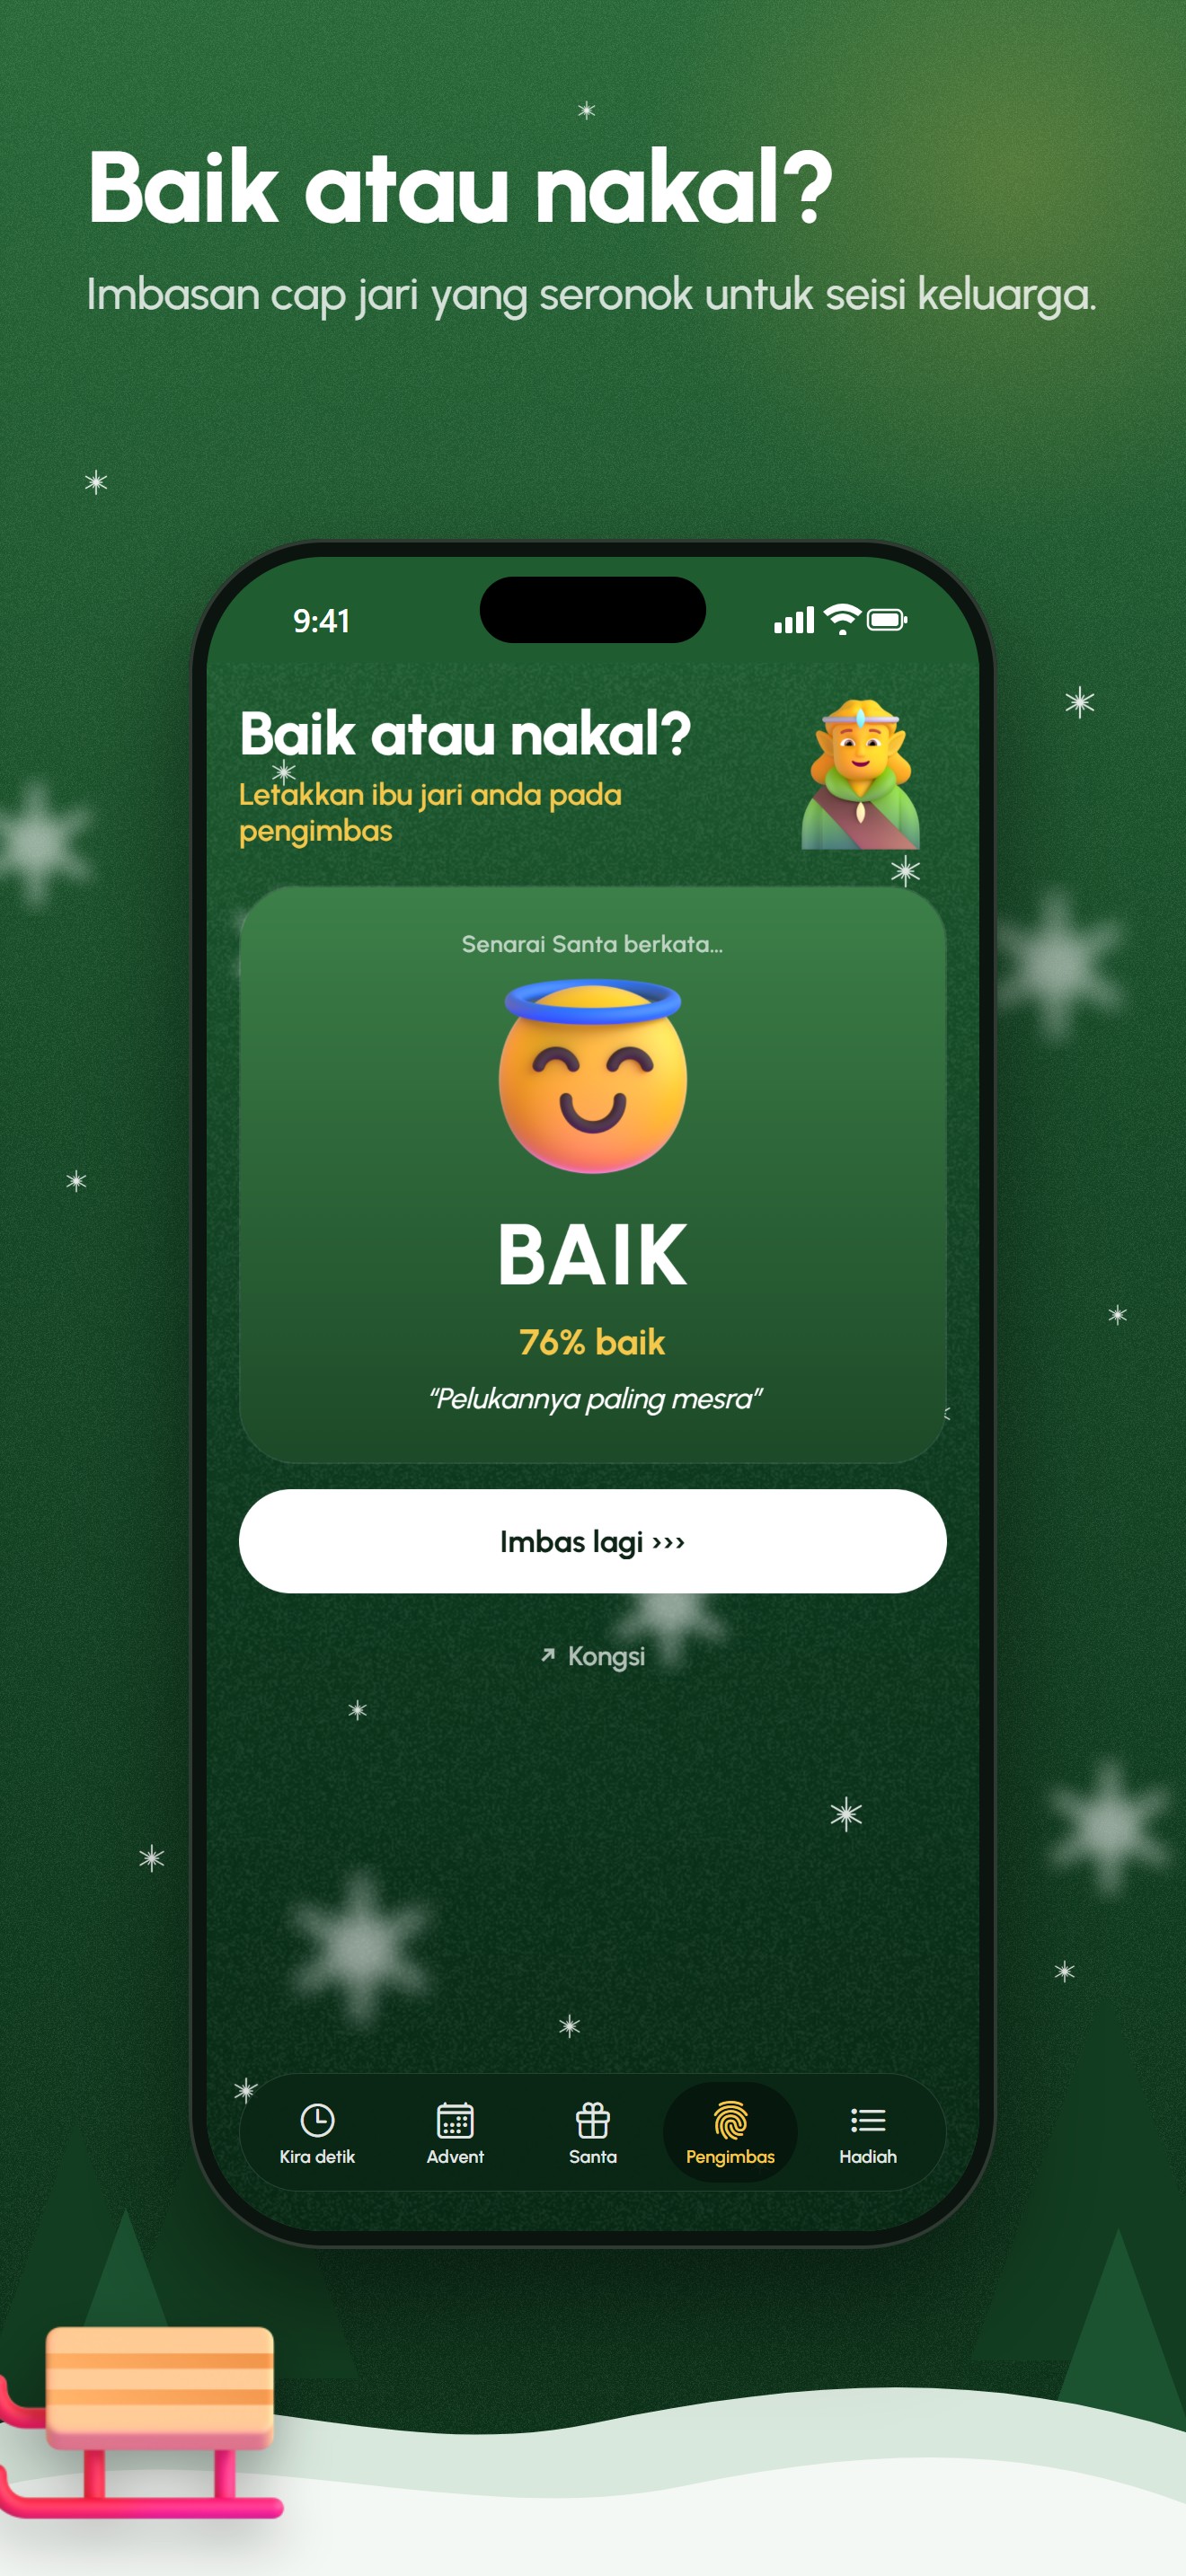 Baik atau nakal?
Imbasan cap jari yang seronok untuk seisi keluarga.
9:41
Baik atau nakal?
Letakkan ibu jari anda pada
pengimbas
Senarai Santa berkata…
BAIK
76% baik
“Pelukannya paling mesra”
Imbas lagi ›››
↗ Kongsi
Kira detik
Advent
Santa
Pengimbas
Hadiah